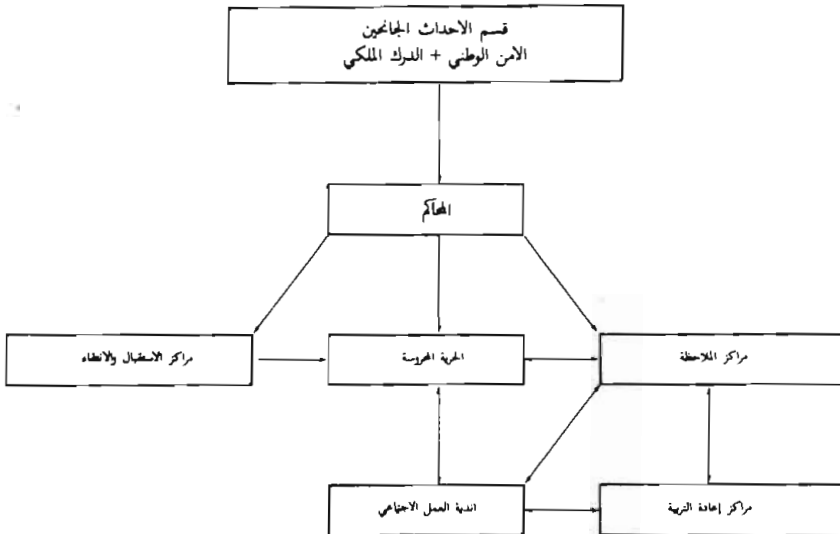 قسم الاحداث الجانحين
الامن الوطني + الدرك الملكي
المحاكم
مراكز الملاحظة
الحرية المحروسة
مراكز الاستقبال والانتقاء
مراكز إعادة التربية
اندية العمل الاجتماعي